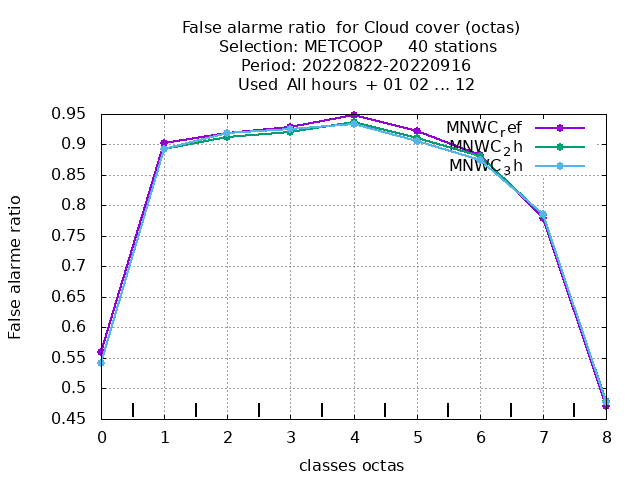 False alarme ratio  for Cloud cover (octas)
Selection: METCOOP     40 stations
Period: 20220822-20220916
Used  All hours  + 01 02 ... 12
False alarme ratio
0.95
0.9
0.85
0.8
0.75
0.7
0.65
0.6
0.55
0.5
0.45
MNWC_ref
MNWC_2h
MNWC_3h
0 1 2 3 4 5 6 7 8
classes octas